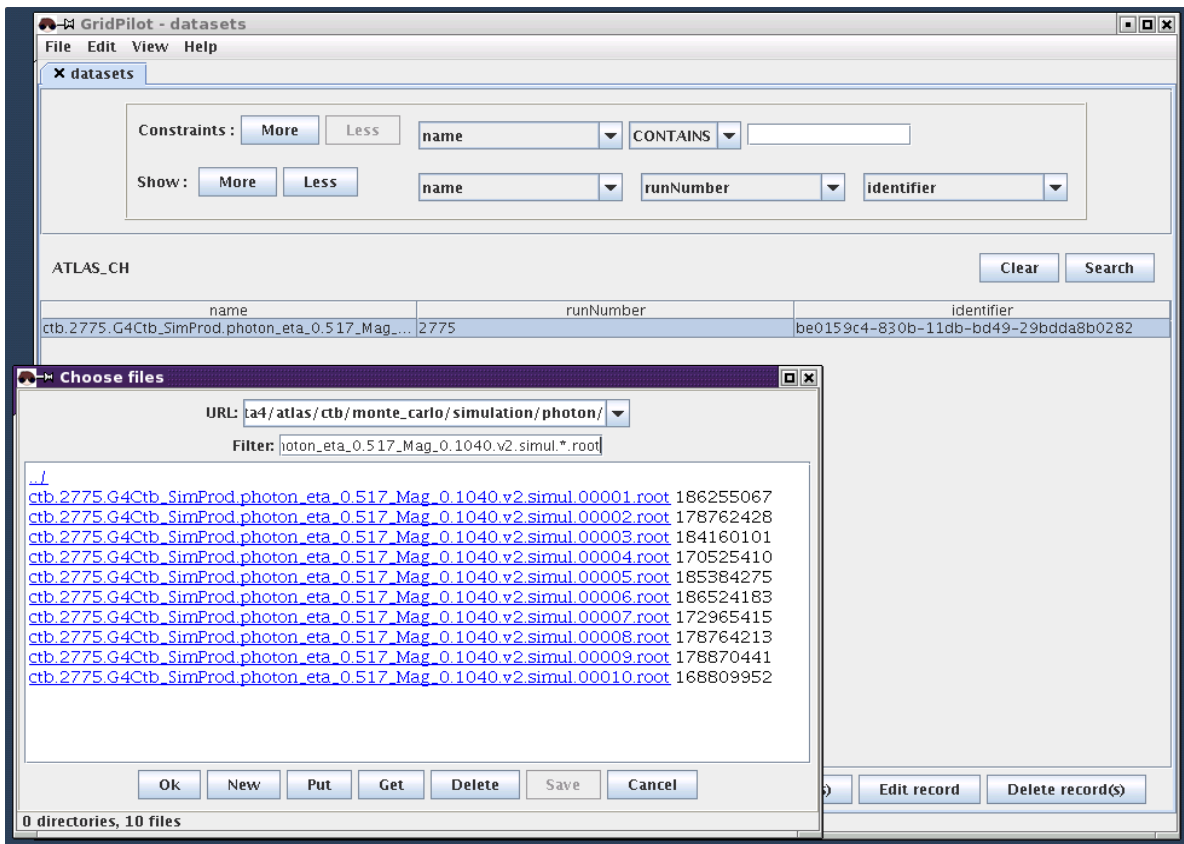 GridPilot - datasets
File Edit View Help
datasets
Constraints : More Less name CONTAINS
Show : More Less name runNumber identifier
ATLAS_CH Clear Search
name runNumber identifier
ctb.2775.G4Ctb_SimProd.photon_eta_0.517_Mag_... 2775 be0159c4-830b-11db-bd49-29bdda8b0282
Choose files
URL: ta4/atlas/ctb/monte_carlo/simulation/photon/
Filter: hoton_eta_0.517_Mag_0.1040.v2.simul.*.root
../
ctb.2775.G4Ctb_SimProd.photon_eta_0.517_Mag_0.1040.v2.simul.00001.root 186255067
ctb.2775.G4Ctb_SimProd.photon_eta_0.517_Mag_0.1040.v2.simul.00002.root 178762428
ctb.2775.G4Ctb_SimProd.photon_eta_0.517_Mag_0.1040.v2.simul.00003.root 184160101
ctb.2775.G4Ctb_SimProd.photon_eta_0.517_Mag_0.1040.v2.simul.00004.root 170525410
ctb.2775.G4Ctb_SimProd.photon_eta_0.517_Mag_0.1040.v2.simul.00005.root 185384275
ctb.2775.G4Ctb_SimProd.photon_eta_0.517_Mag_0.1040.v2.simul.00006.root 186524183
ctb.2775.G4Ctb_SimProd.photon_eta_0.517_Mag_0.1040.v2.simul.00007.root 172965415
ctb.2775.G4Ctb_SimProd.photon_eta_0.517_Mag_0.1040.v2.simul.00008.root 178764213
ctb.2775.G4Ctb_SimProd.photon_eta_0.517_Mag_0.1040.v2.simul.00009.root 178870441
ctb.2775.G4Ctb_SimProd.photon_eta_0.517_Mag_0.1040.v2.simul.00010.root 168809952
Ok New Put Get Delete Save Cancel
0 directories, 10 files
Edit record Delete record(s)